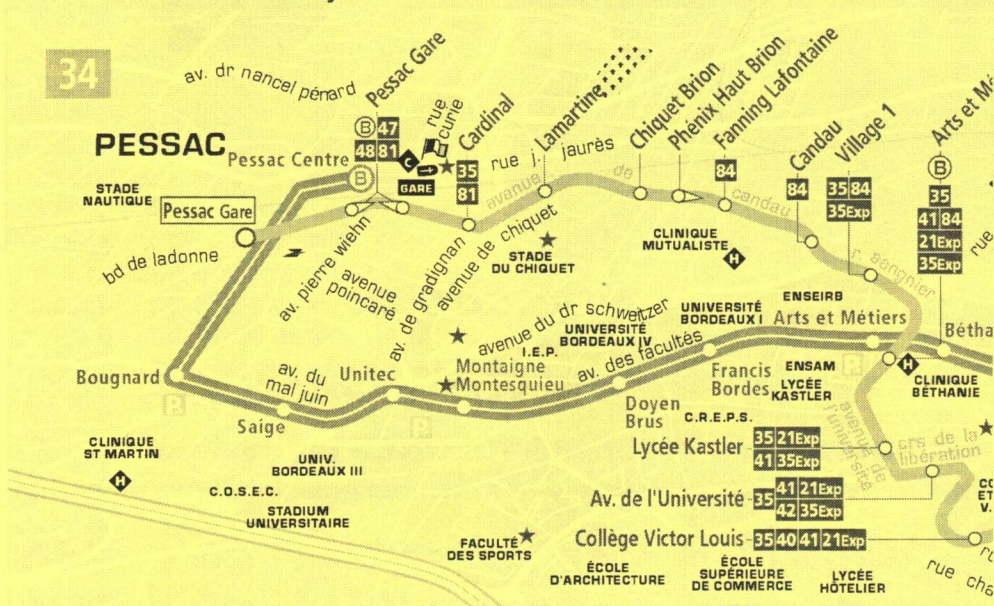 34
av. dr nancel pénard
Pessac Gare
B 47
48 81
C
GARE
rue
curie
Cardinal
35
81
rue j. jaurès
Lamartine
Chiquet Brion
Phénix Haut Brion
Fanning Lafontaine
84
Candau
84
Village 1
35 84
35Exp
Arts et Mé
B
35
41 84
21Exp
35Exp
rue
PESSAC
Pessac Centre
B
STADE
NAUTIQUE
Pessac Gare
bd de ladonne
av. pierre wiehn
avenue
poincaré
av. de gradignan
avenue de chiquet
avenue
de
candau
r. sangnier
STADE
DU CHIQUET
CLINIQUE
MUTUALISTE
H
avenue du dr schweitzer
UNIVERSITÉ
BORDEAUX IV
UNIVERSITÉ
BORDEAUX I
ENSEIRB
Arts et Métiers
Bétha
I.E.P.
av. des facultés
Montaigne
Montesquieu
Bougnard
P
av. du
mal juin
Unitec
Saige
P
Doyen
Brus
Francis
Bordes
C.R.E.P.S.
ENSAM
P
LYCÉE
KASTLER
H
CLINIQUE
BÉTHANIE
avenue de
l'université
crs de la
libération
CLINIQUE
ST MARTIN
H
UNIV.
BORDEAUX III
C.O.S.E.C.
STADIUM
UNIVERSITAIRE
Lycée Kastler
35 21Exp
41 35Exp
Av. de l'Université
35 41 21Exp
42 35Exp
CO
ET
V.
Collège Victor Louis
35 40 41 21Exp
FACULTÉ
DES SPORTS
ÉCOLE
D'ARCHITECTURE
ÉCOLE
SUPÉRIEURE
DE COMMERCE
LYCÉE
HÔTELIER
rue cha